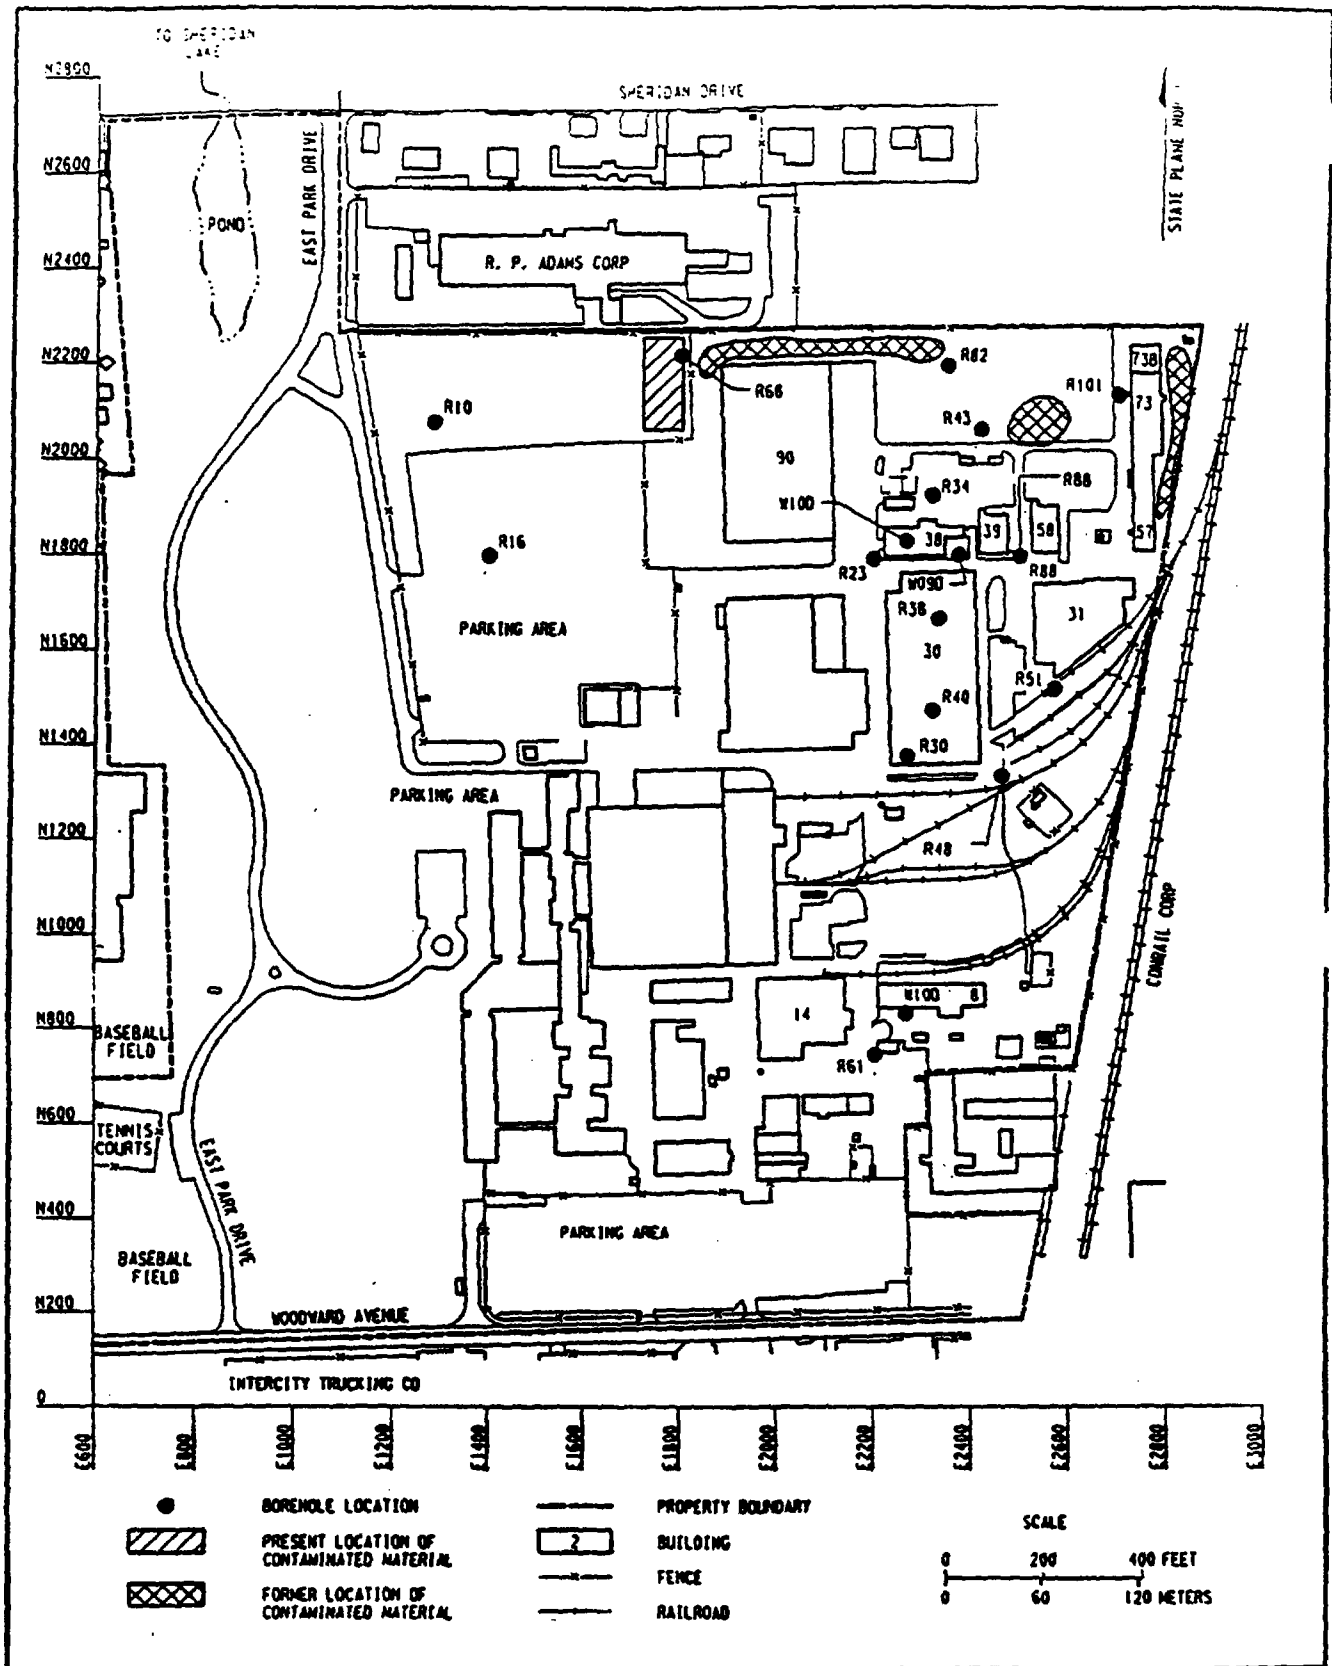 TO SHERIDAN
LAKE
N2800
SHERIDAN DRIVE
STATE PLANE
N2600
EAST PARK DRIVE
POND
N2400
R. P. ADAMS CORP
N2200
R82
73B
R66
R101
73
R10
R43
N2000
90
R34
R88
W100
39
58
57
N1800
R16
38
R23
W090
R88
R38
31
PARKING AREA
N1600
30
R51
R40
N1400
R30
PARKING AREA
N1200
R48
N1000
CONRAIL CORP
W100
8
14
N800
BASEBALL
FIELD
R61
N600
TENNIS
COURTS
EAST PARK DRIVE
N400
PARKING AREA
BASEBALL
FIELD
N200
WOODWARD AVENUE
INTERCITY TRUCKING CO
0
E600
E800
E1000
E1200
E1400
E1600
E1800
E2000
E2200
E2400
E2600
E2800
E3000
BOREHOLE LOCATION
PROPERTY BOUNDARY
SCALE
PRESENT LOCATION OF
CONTAMINATED MATERIAL
2
BUILDING
0 200 400 FEET
FENCE
0 60 120 METERS
FORMER LOCATION OF
CONTAMINATED MATERIAL
RAILROAD